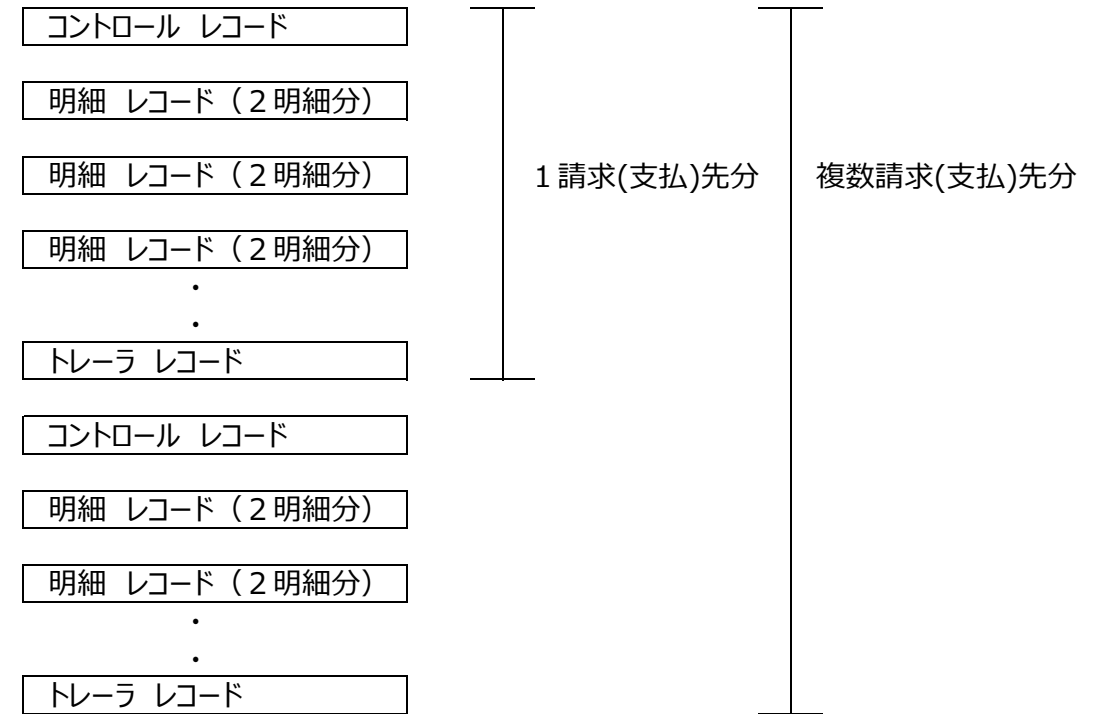 コントロール レコード
明細 レコード（２明細分）
明細 レコード（２明細分） １請求(支払)先分 複数請求(支払)先分
明細 レコード（２明細分）
・
・
トレーラ レコード
コントロール レコード
明細 レコード（２明細分）
明細 レコード（２明細分）
・
・
トレーラ レコード